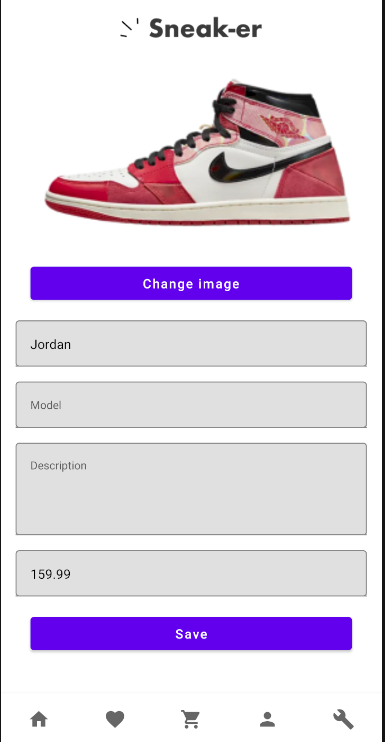 Sneak-er
Change image
Jordan
Model
Description
159.99
Save